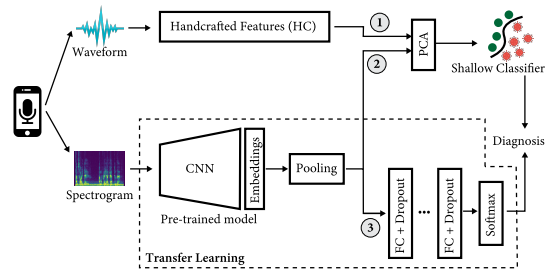 Waveform
Handcrafted Features (HC)
1
2
PCA
Shallow Classifier
Spectrogram
CNN
Embeddings
Pre-trained model
Pooling
3
FC + Dropout
...
FC + Dropout
Softmax
Diagnosis
Transfer Learning